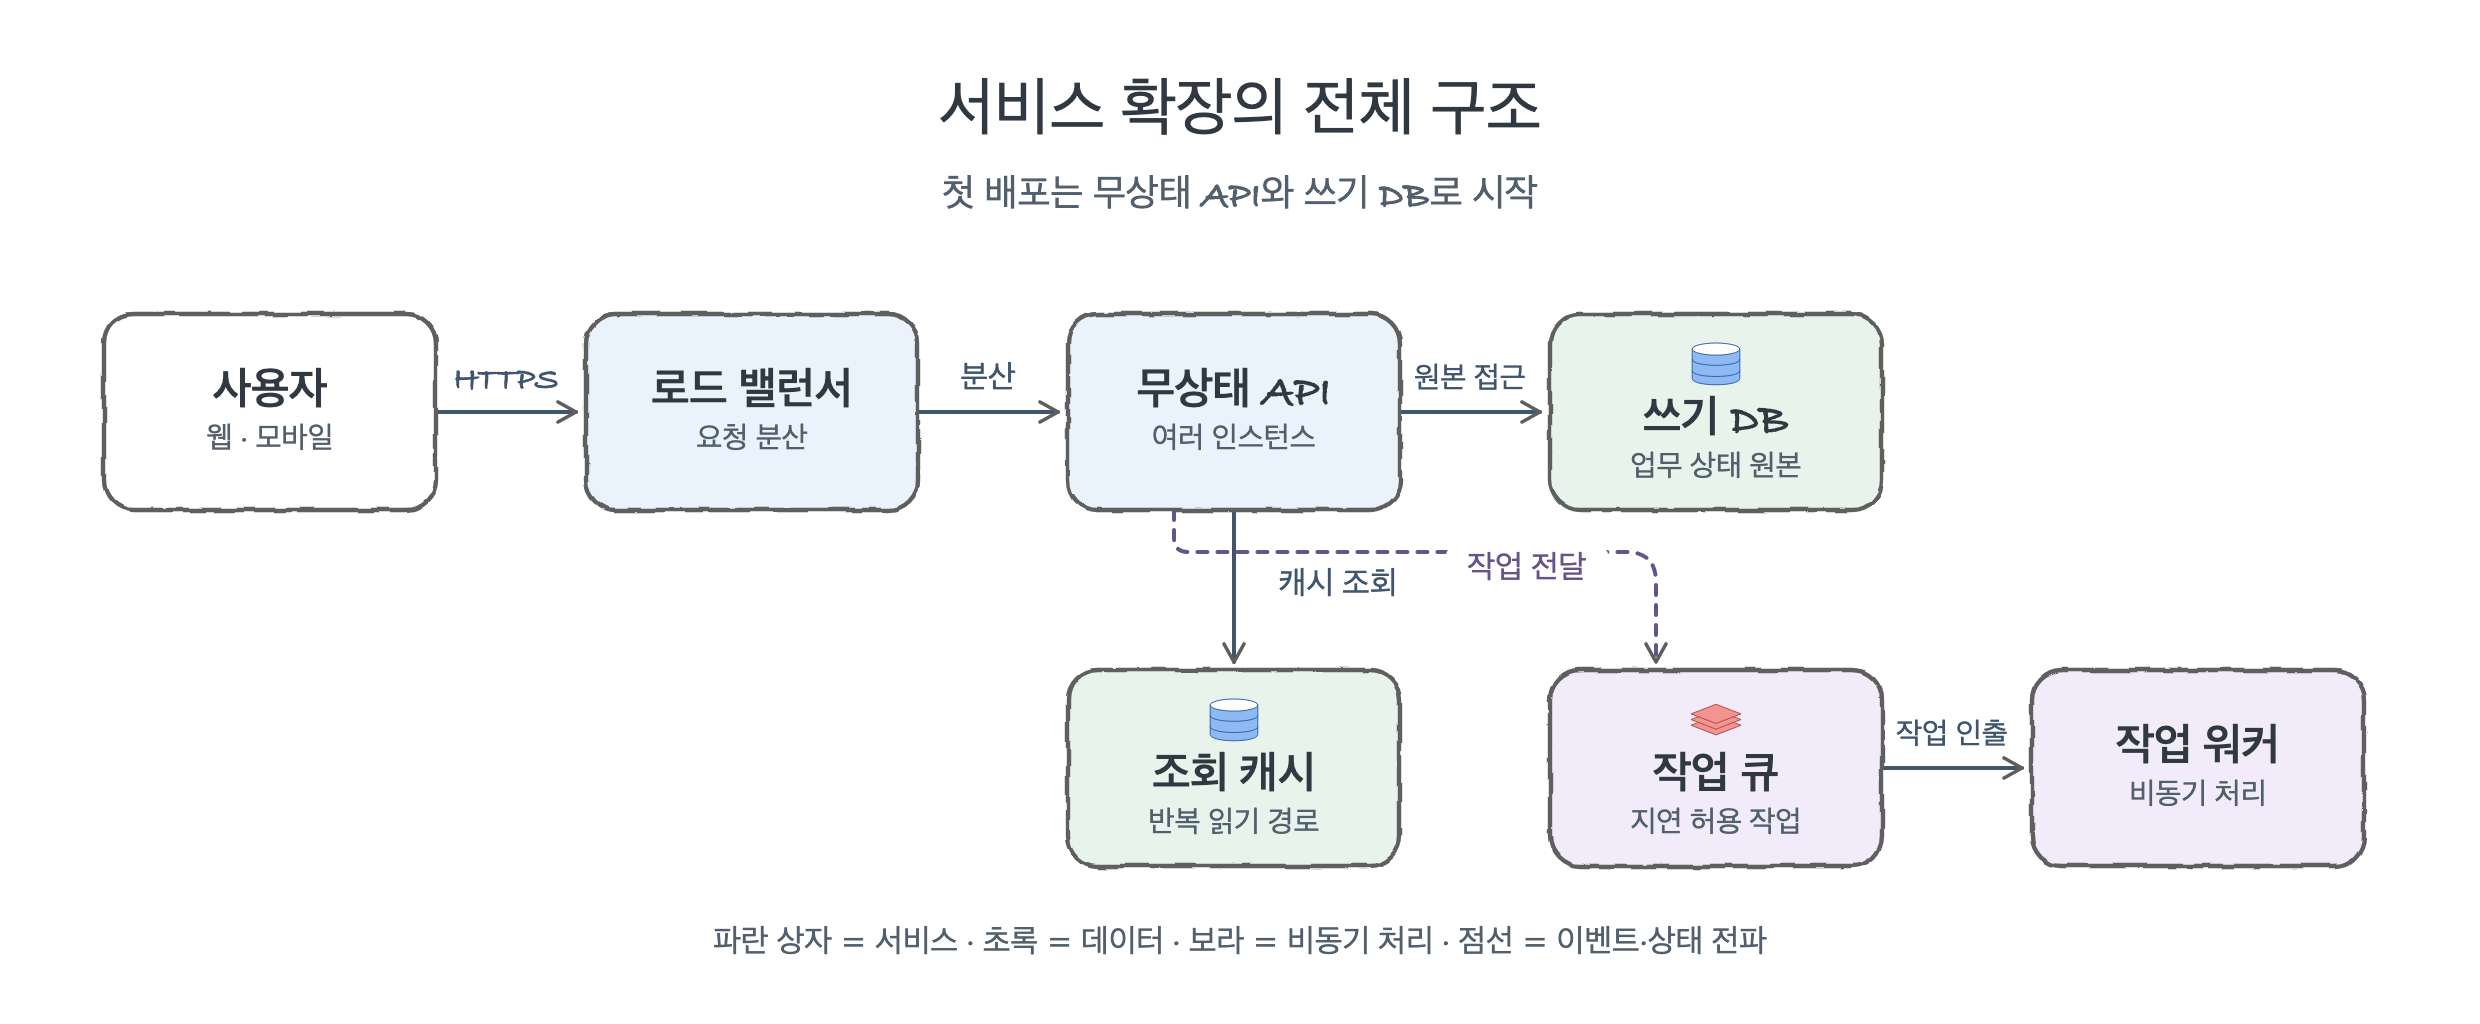 서비스 확장의 전체 구조
첫 배포는 무상태 API와 쓰기 DB로 시작
사용자
웹 · 모바일
HTTPS
로드 밸런서
요청 분산
분산
무상태 API
여러 인스턴스
원본 접근
쓰기 DB
업무 상태 원본
캐시 조회
작업 전달
조회 캐시
반복 읽기 경로
작업 큐
지연 허용 작업
작업 인출
작업 워커
비동기 처리
파란 상자 = 서비스 · 초록 = 데이터 · 보라 = 비동기 처리 · 점선 = 이벤트·상태 전파